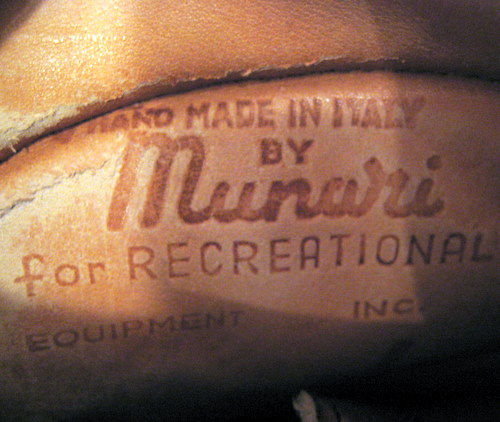 HAND MADE IN ITALY
BY
Munari
for RECREATIONAL
EQUIPMENT INC.